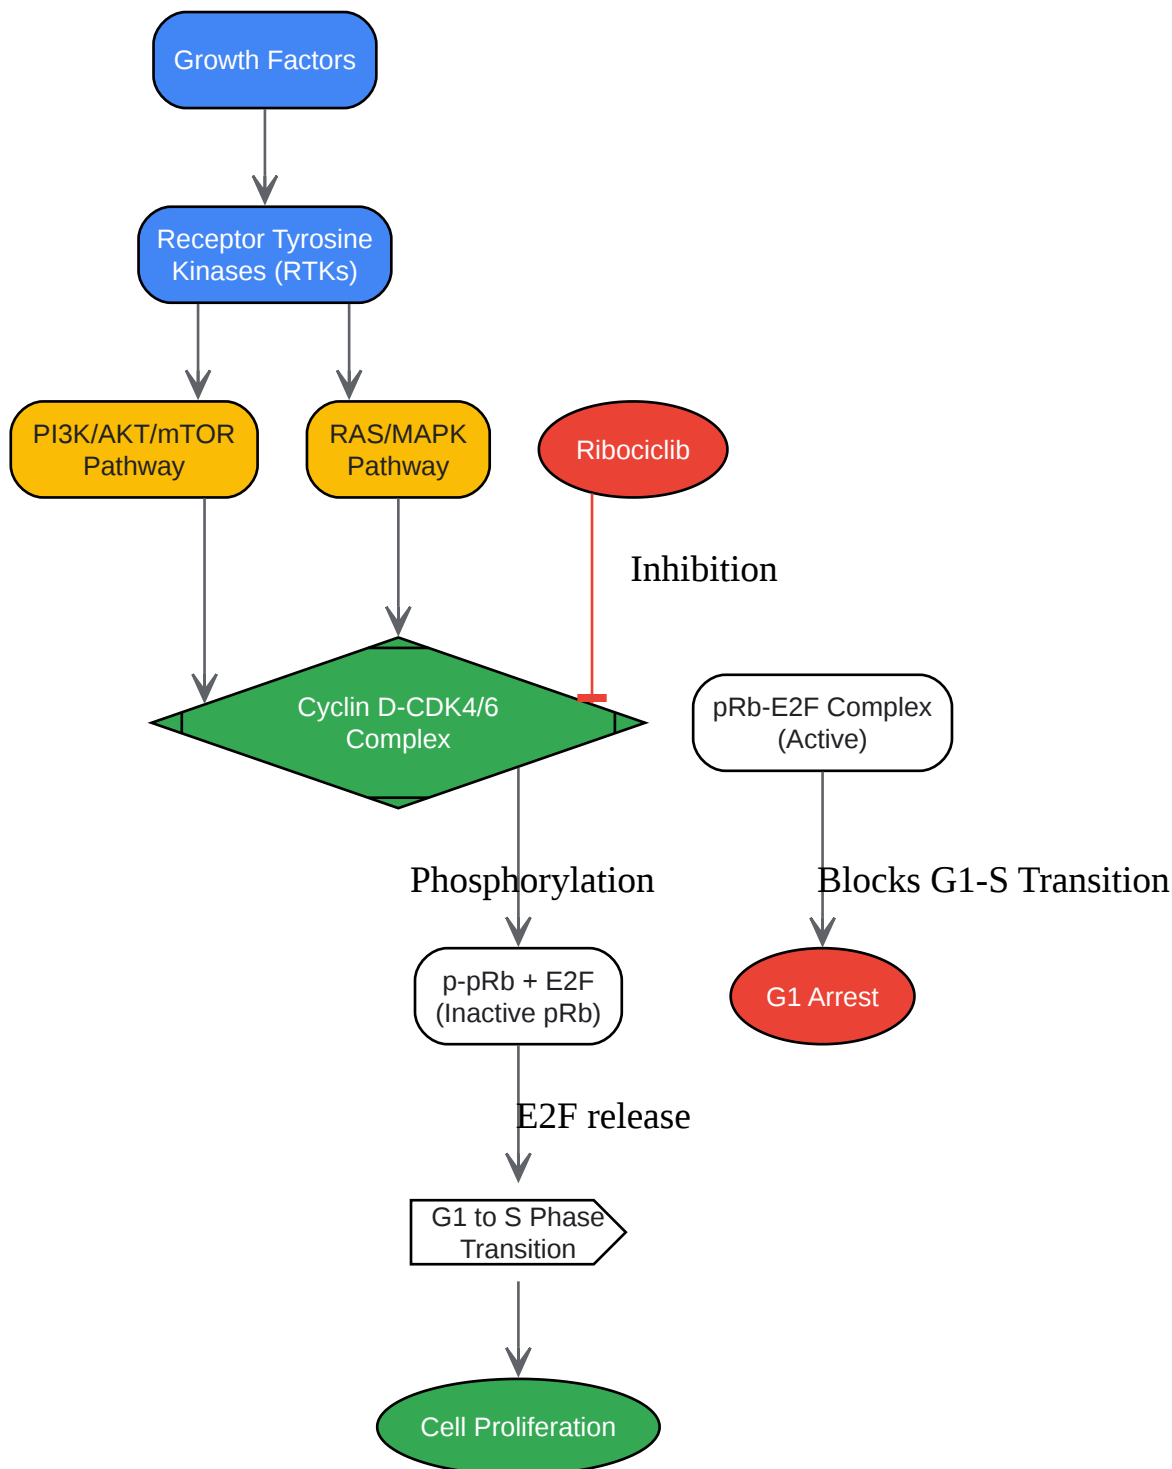 Growth Factors
Receptor Tyrosine
Kinases (RTKs)
PI3K/AKT/mTOR
Pathway
RAS/MAPK
Pathway
Ribociclib
Inhibition
Cyclin D-CDK4/6
Complex
pRb-E2F Complex
(Active)
Phosphorylation
Blocks G1-S Transition
p-pRb + E2F
(Inactive pRb)
G1 Arrest
E2F release
G1 to S Phase
Transition
Cell Proliferation